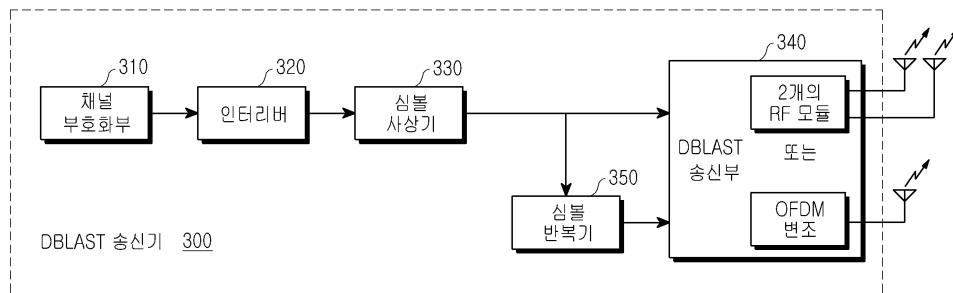 310
채널
부호화부
320
인터리버
330
심볼
사상기
340
DBLAST
송신부
2개의
RF 모듈
또는
OFDM
변조
350
심볼
반복기
DBLAST 송신기 300